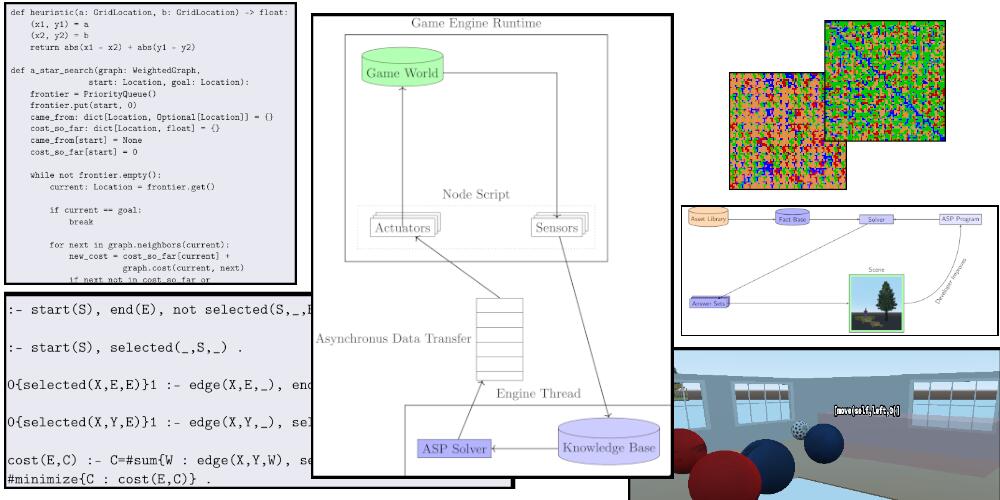 def heuristic(a: GridLocation, b: GridLocation) -> float:
(x1, y1) = a
(x2, y2) = b
return abs(x1 - x2) + abs(y1 - y2)
def a_star_search(graph: WeightedGraph,
start: Location, goal: Location):
frontier = PriorityQueue()
frontier.put(start, 0)
came_from: dict[Location, Optional[Location]] = {}
cost_so_far: dict[Location, float] = {}
came_from[start] = None
cost_so_far[start] = 0
while not frontier.empty():
current: Location = frontier.get()
if current == goal:
break
for next in graph.neighbors(current):
new_cost = cost_so_far[current] +
graph.cost(current, next)
if next not in cost_so_far or
:- start(S), end(E), not selected(S,_,
:- start(S), selected(_,S,_) .
0{selected(X,E,E)}1 :- edge(X,E,_), end
0{selected(X,Y,E)}1 :- edge(X,Y,_), sel
cost(E,C) :- C=#sum{W : edge(X,Y,W), se
#minimize{C : cost(E,C)} .
Game Engine Runtime
Game World
Node Script
Actuators
Sensors
Asynchronus Data Transfer
Engine Thread
ASP Solver
Knowledge Base
Asset Library
Fact Base
Solver
ASP Program
Scene
Answer Sets
Developer improves
[move(self,left,0)]